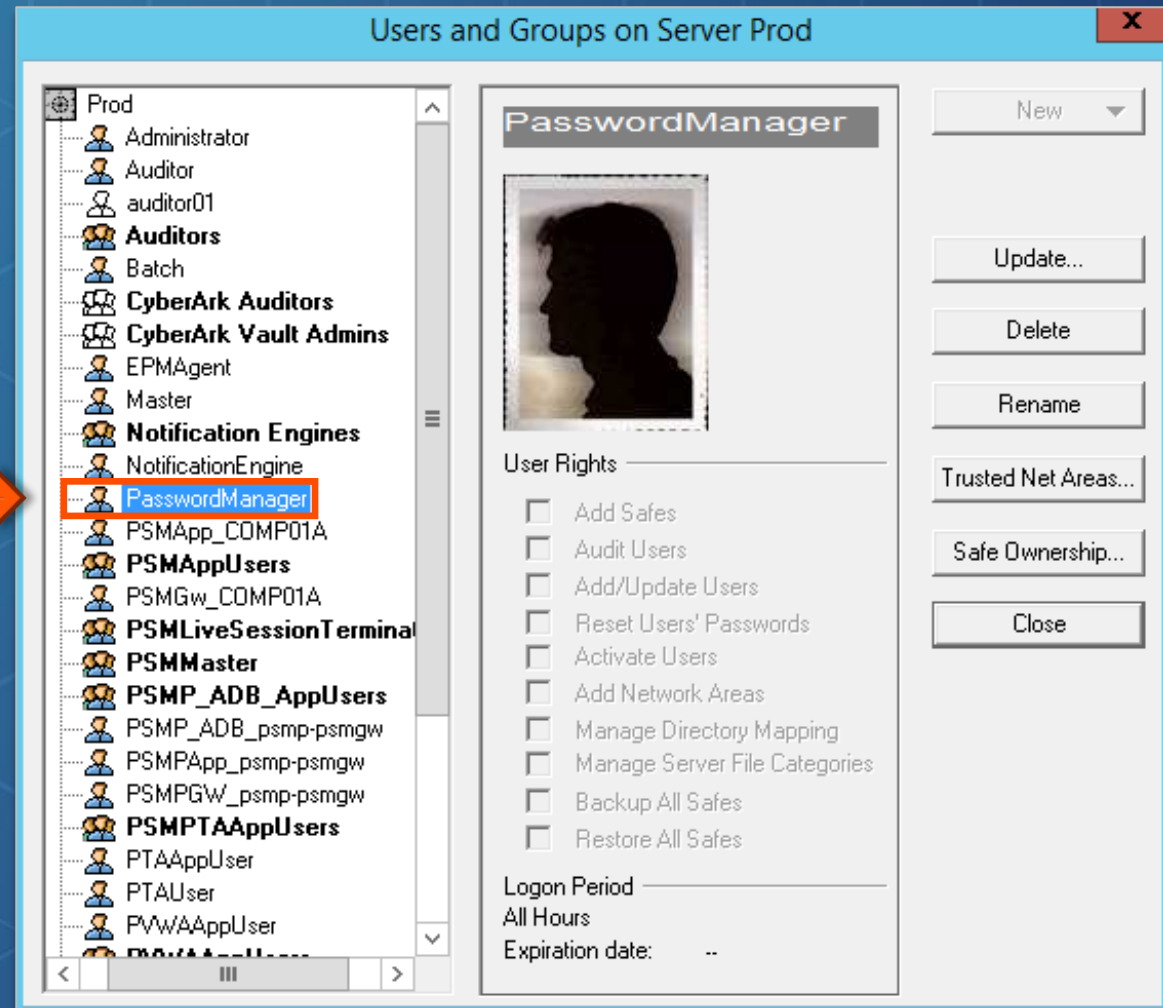 Users and Groups on Server Prod
x
Prod
Administrator
Auditor
auditor01
Auditors
Batch
CyberArk Auditors
CyberArk Vault Admins
EPMAgent
Master
Notification Engines
NotificationEngine
PasswordManager
PSMApp_COMP01A
PSMAppUsers
PSMGw_COMP01A
PSMLiveSessionTerminat
PSMMaster
PSMP_ADB_AppUsers
PSMP_ADB_psmp-psmgw
PSMPApp_psmp-psmgw
PSMPGW_psmp-psmgw
PSMPTAAppUsers
PTAAppUser
PTAUser
PVWAAppUser
PasswordManager
User Rights
Add Safes
Audit Users
Add/Update Users
Reset Users' Passwords
Activate Users
Add Network Areas
Manage Directory Mapping
Manage Server File Categories
Backup All Safes
Restore All Safes
Logon Period
All Hours
Expiration date: --
New
Update...
Delete
Rename
Trusted Net Areas...
Safe Ownership...
Close